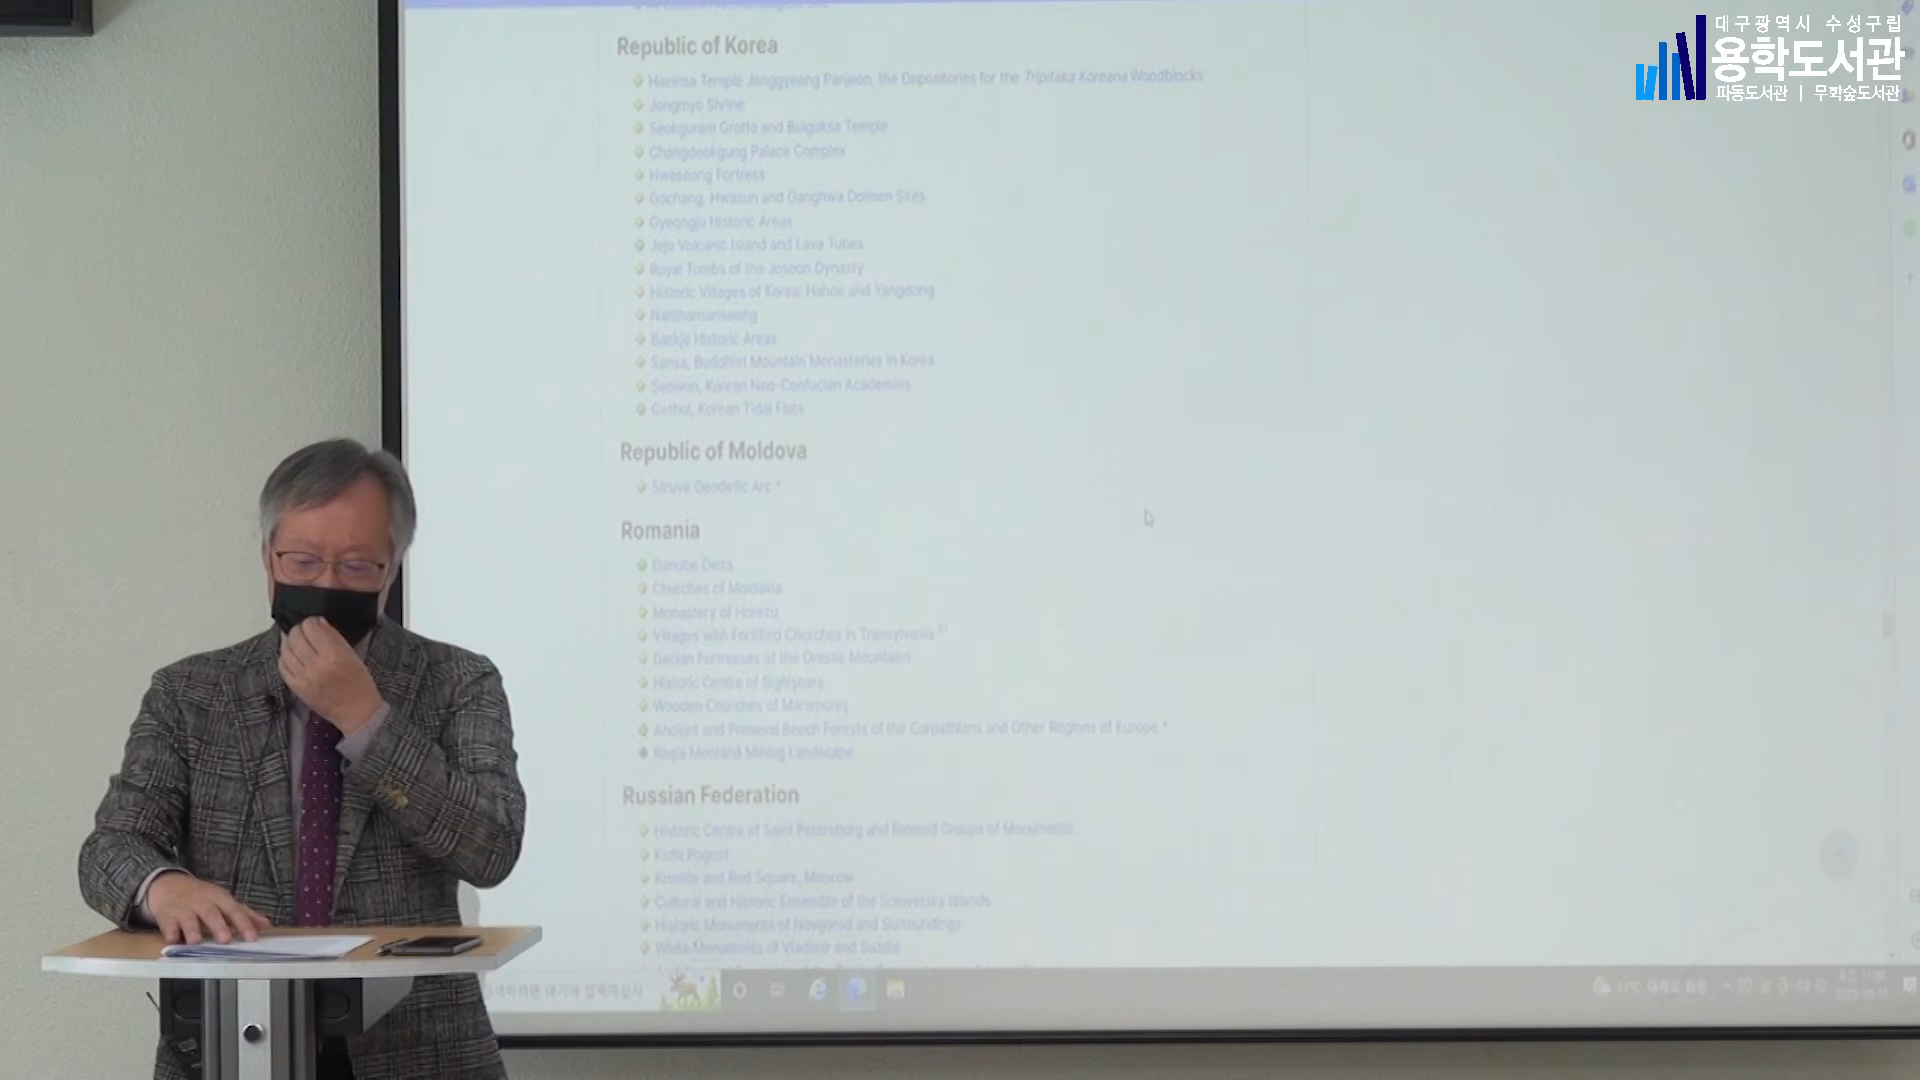 대구광역시 수성구립
용학도서관
파동도서관 | 무학숲도서관
Republic of Korea
Haeinsa Temple Janggyeong Panjeon, the Depositories for the Tripitaka Koreana Woodblocks
Jongmyo Shrine
Seokguram Grotto and Bulguksa Temple
Changdeokgung Palace Complex
Hwaseong Fortress
Gochang, Hwasun and Ganghwa Dolmen Sites
Gyeongju Historic Areas
Jeju Volcanic Island and Lava Tubes
Royal Tombs of the Joseon Dynasty
Historic Villages of Korea: Hahoe and Yangdong
Namhansanseong
Baekje Historic Areas
Sansa, Buddhist Mountain Monasteries in Korea
Seowon, Korean Neo-Confucian Academies
Getbol, Korean Tidal Flats
Republic of Moldova
Struve Geodetic Arc *
Romania
Danube Delta
Churches of Moldavia
Monastery of Horezu
Villages with Fortified Churches in Transylvania 21
Dacian Fortresses of the Orastie Mountains
Historic Centre of Sighişoara
Wooden Churches of Maramureş
Ancient and Primeval Beech Forests of the Carpathians and Other Regions of Europe *
Roşia Montană Mining Landscape
Russian Federation
Historic Centre of Saint Petersburg and Related Groups of Monuments
Kizhi Pogost
Kremlin and Red Square, Moscow
Cultural and Historic Ensemble of the Solovetsky Islands
Historic Monuments of Novgorod and Surroundings
White Monuments of Vladimir and Suzdal